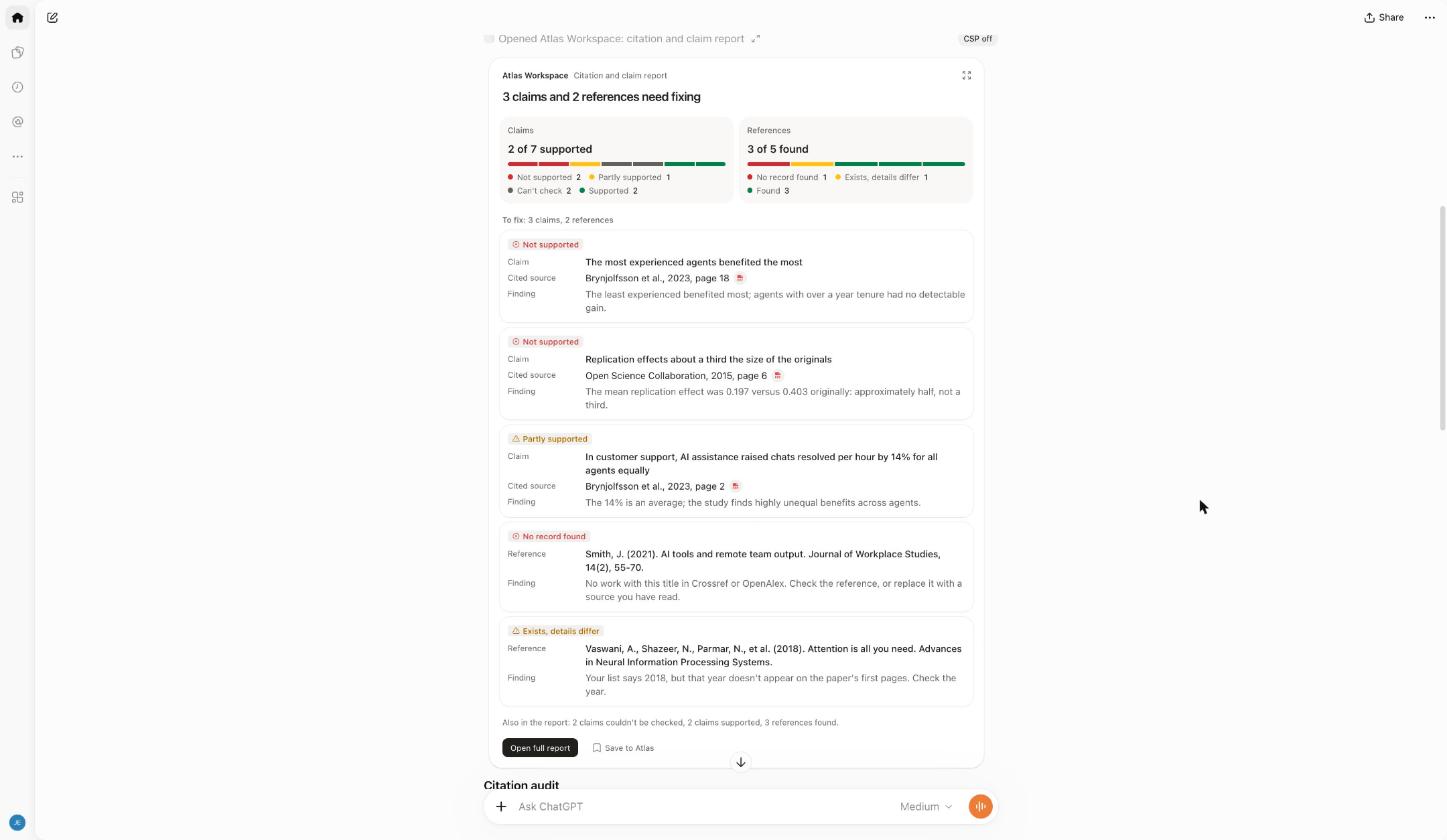 Share
Opened Atlas Workspace: citation and claim report
CSP off
Atlas Workspace Citation and claim report
3 claims and 2 references need fixing
Claims
2 of 7 supported
Not supported 2 Partly supported 1
Can't check 2 Supported 2
References
3 of 5 found
No record found 1 Exists, details differ 1
Found 3
To fix: 3 claims, 2 references
Not supported
Claim The most experienced agents benefited the most
Cited source Brynjolfsson et al., 2023, page 18
Finding The least experienced benefited most; agents with over a year tenure had no detectable
gain.
Not supported
Claim Replication effects about a third the size of the originals
Cited source Open Science Collaboration, 2015, page 6
Finding The mean replication effect was 0.197 versus 0.403 originally: approximately half, not a
third.
Partly supported
Claim In customer support, AI assistance raised chats resolved per hour by 14% for all
agents equally
Cited source Brynjolfsson et al., 2023, page 2
Finding The 14% is an average; the study finds highly unequal benefits across agents.
No record found
Reference Smith, J. (2021). AI tools and remote team output. Journal of Workplace Studies,
14(2), 55-70.
Finding No work with this title in Crossref or OpenAlex. Check the reference, or replace it with a
source you have read.
Exists, details differ
Reference Vaswani, A., Shazeer, N., Parmar, N., et al. (2018). Attention is all you need. Advances
in Neural Information Processing Systems.
Finding Your list says 2018, but that year doesn't appear on the paper's first pages. Check the
year.
Also in the report: 2 claims couldn't be checked, 2 claims supported, 3 references found.
Open full report Save to Atlas
Citation audit
Ask ChatGPT
Medium
JE